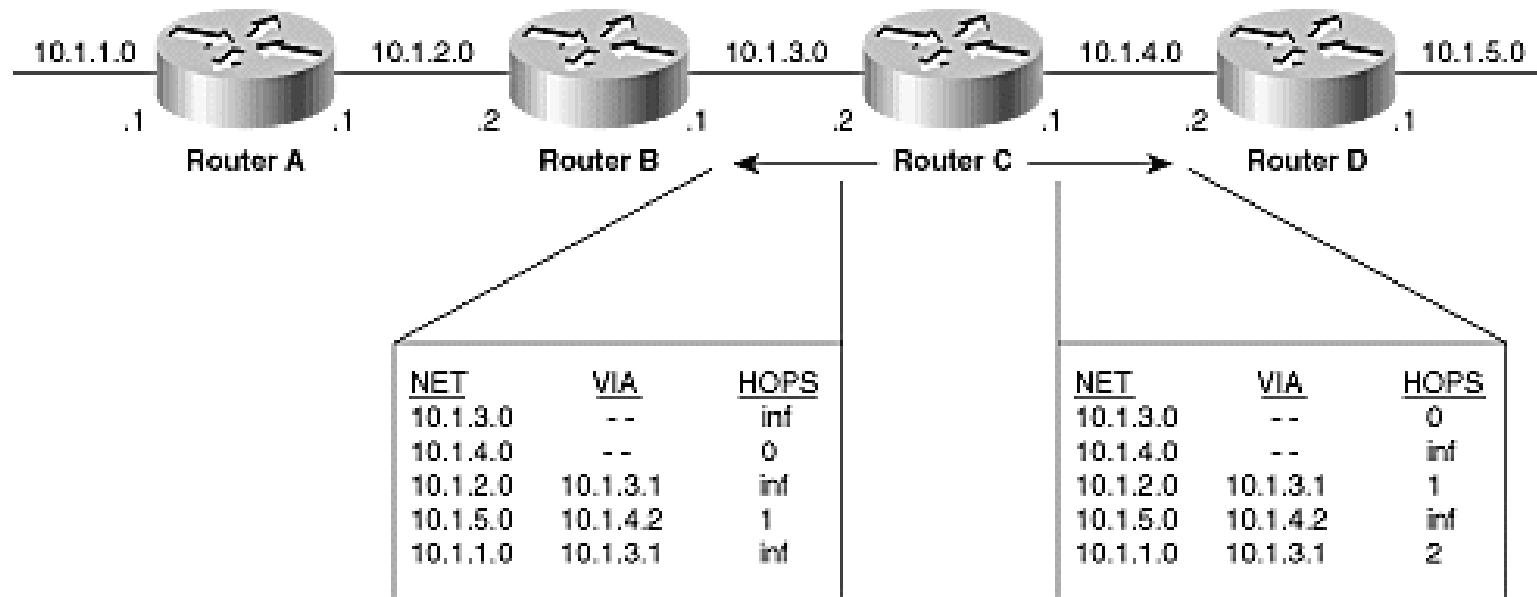 10.1.1.0 10.1.2.0 10.1.3.0 10.1.4.0 10.1.5.0
.1 .1 .2 .1 .2 .1 .2 .1
Router A Router B Router C Router D
NET VIA HOPS
10.1.3.0 -- inf
10.1.4.0 -- 0
10.1.2.0 10.1.3.1 inf
10.1.5.0 10.1.4.2 1
10.1.1.0 10.1.3.1 inf
NET VIA HOPS
10.1.3.0 -- 0
10.1.4.0 -- inf
10.1.2.0 10.1.3.1 1
10.1.5.0 10.1.4.2 inf
10.1.1.0 10.1.3.1 2